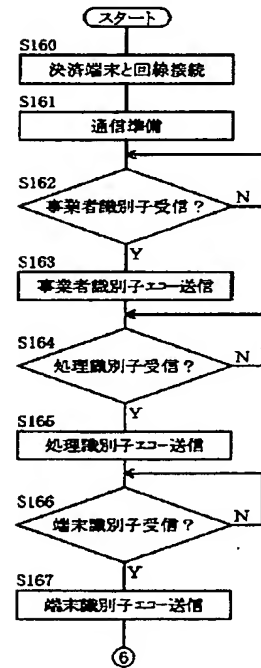 スタート
S160
決済端末と回線接続
S161
通信準備
S162
事業者識別子受信？
N
Y
S163
事業者識別子エコー送信
S164
処理識別子受信？
N
Y
S165
処理識別子エコー送信
S166
端末識別子受信？
N
Y
S167
端末識別子エコー送信
⑥